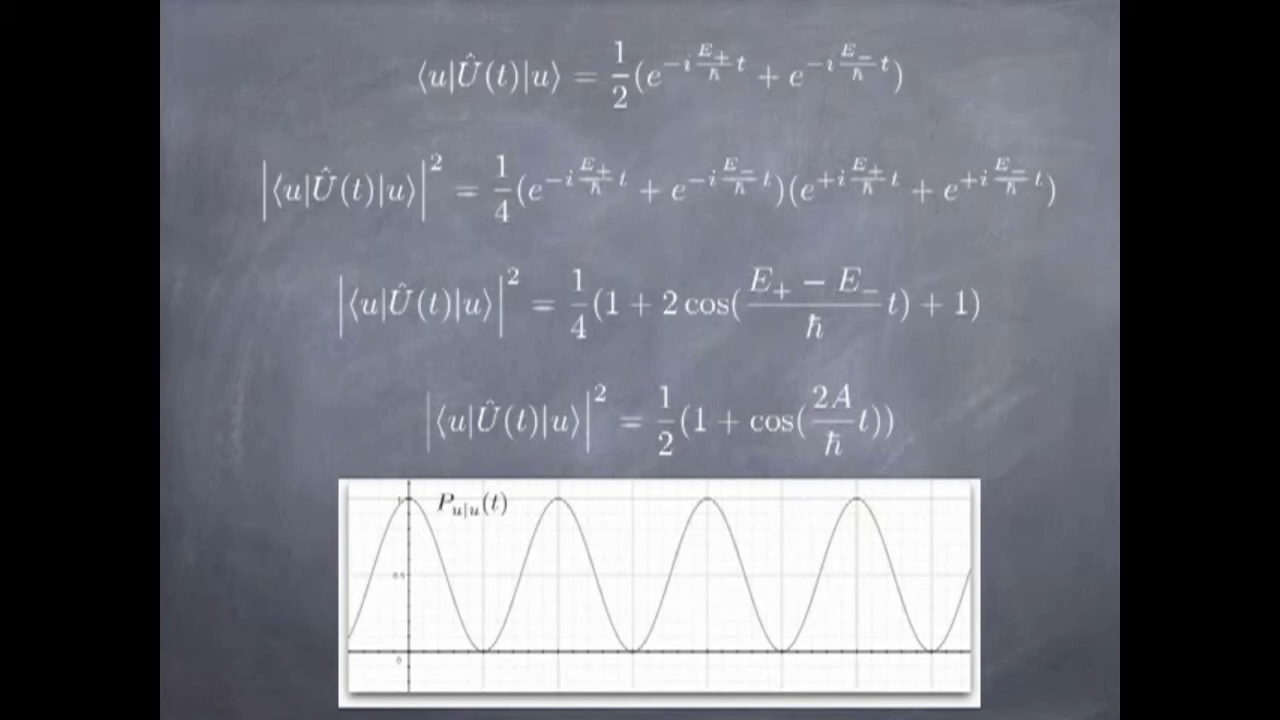 ⟨u|Û(t)|u⟩ = 1/2 (e^{-i E₊/ħ t} + e^{-i E₋/ħ t})
|⟨u|Û(t)|u⟩|² = 1/4 (e^{-i E₊/ħ t} + e^{-i E₋/ħ t})(e^{+i E₊/ħ t} + e^{+i E₋/ħ t})
|⟨u|Û(t)|u⟩|² = 1/4 (1 + 2 cos((E₊ − E₋)/ħ t) + 1)
|⟨u|Û(t)|u⟩|² = 1/2 (1 + cos(2A/ħ t))
1 P_{u|u}(t)
0.5
0